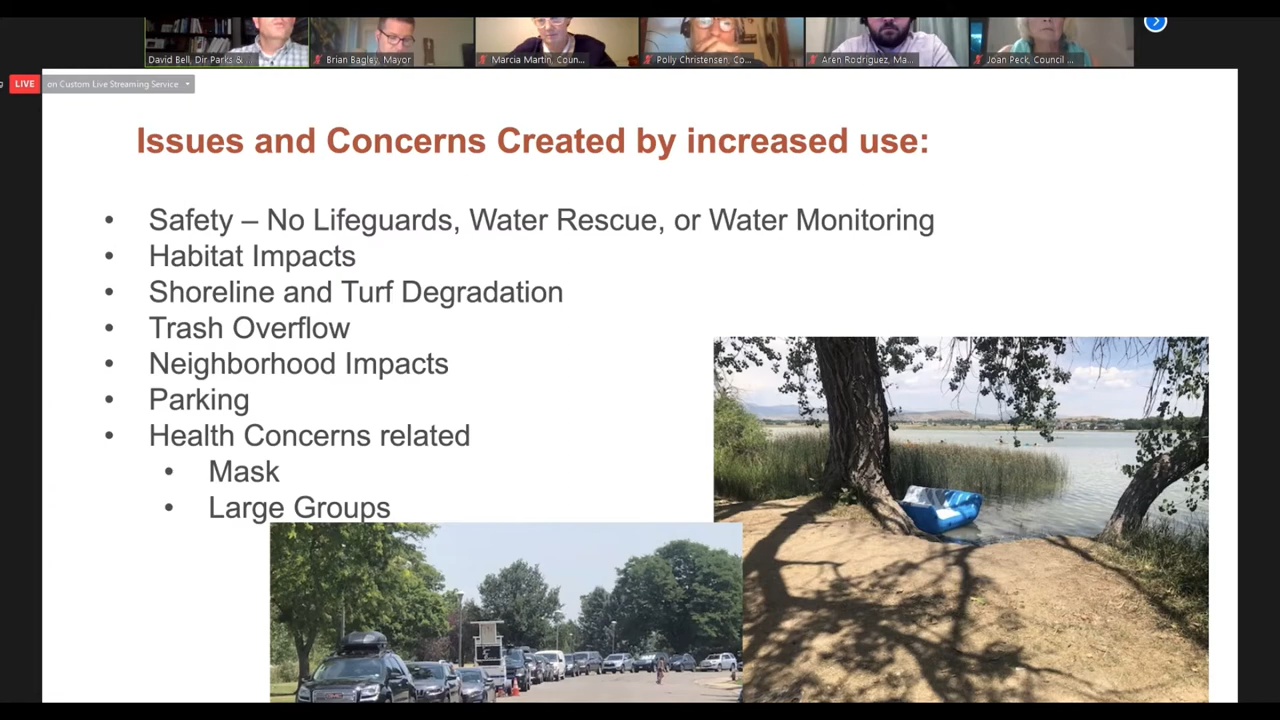 David Bell, Dir Parks &...
Brian Bagley, Mayor
Marcia Martin, Coun...
Polly Christensen, Co...
Aren Rodriguez, Ma...
Joan Peck, Council ...
LIVE on Custom Live Streaming Service
Issues and Concerns Created by increased use:
• Safety – No Lifeguards, Water Rescue, or Water Monitoring
• Habitat Impacts
• Shoreline and Turf Degradation
• Trash Overflow
• Neighborhood Impacts
• Parking
• Health Concerns related
• Mask
• Large Groups